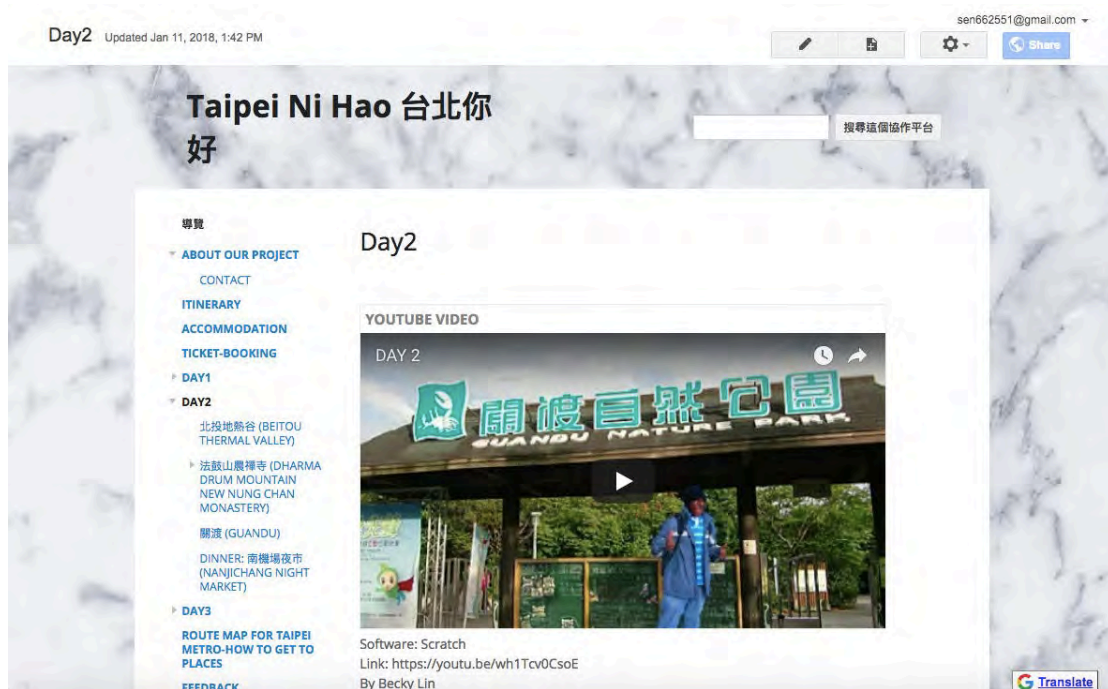 sen662551@gmail.com
Day2 Updated Jan 11, 2018, 1:42 PM
Share
Taipei Ni Hao 台北你
好
搜尋這個協作平台
導覽
ABOUT OUR PROJECT
CONTACT
ITINERARY
ACCOMMODATION
TICKET-BOOKING
DAY1
DAY2
北投地熱谷 (BEITOU
THERMAL VALLEY)
法鼓山農禪寺 (DHARMA
DRUM MOUNTAIN
NEW NUNG CHAN
MONASTERY)
關渡 (GUANDU)
DINNER: 南機場夜市
(NANJICHANG NIGHT
MARKET)
DAY3
ROUTE MAP FOR TAIPEI
METRO-HOW TO GET TO
PLACES
FEEDBACK
Day2
YOUTUBE VIDEO
DAY 2
關渡自然公園
GUANDU NATURE PARK
Software: Scratch
Link: https://youtu.be/wh1Tcv0CsoE
By Becky Lin
Translate